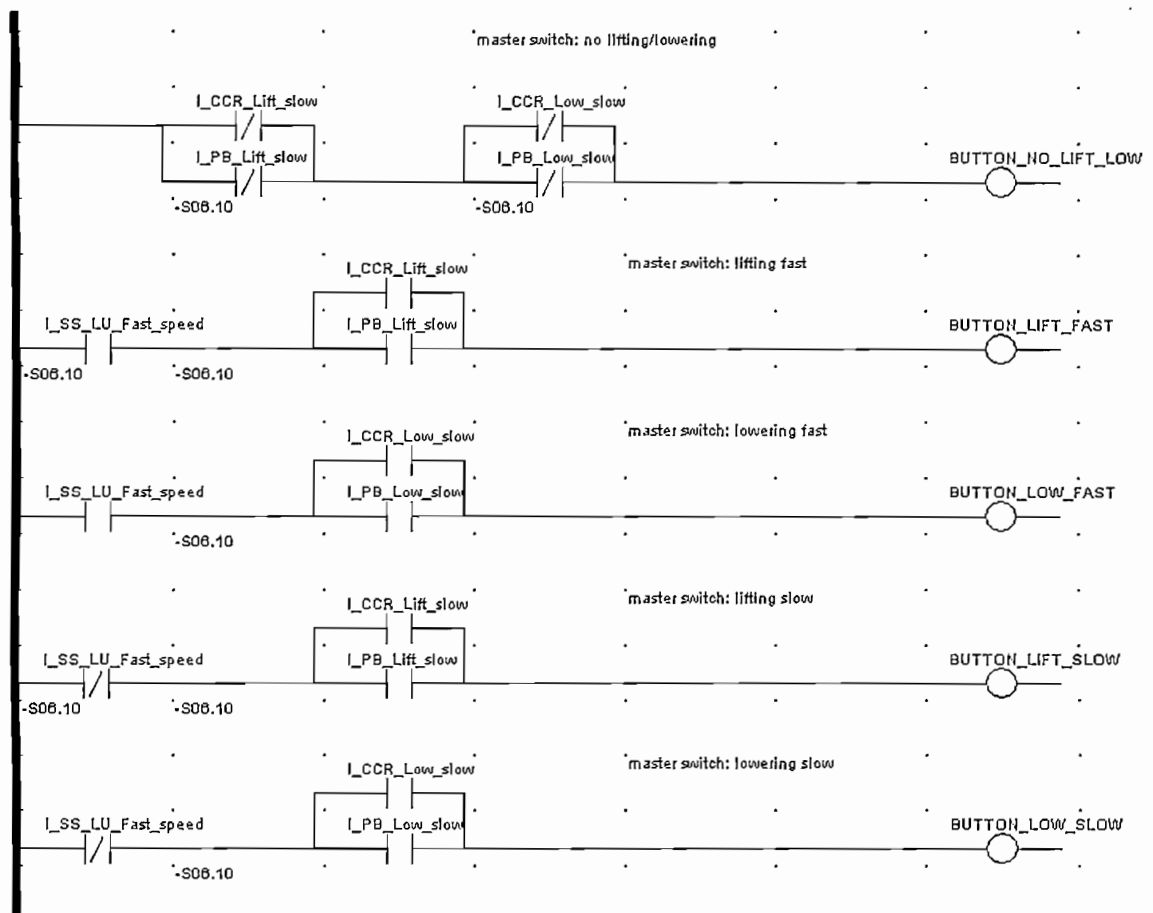 master switch: no lifting/lowering
I_CCR_Lift_slow
I_CCR_Low_slow
I_PB_Lift_slow
I_PB_Low_slow
BUTTON_NO_LIFT_LOW
-S06.10
-S06.10
master switch: lifting fast
I_CCR_Lift_slow
I_SS_LU_Fast_speed
I_PB_Lift_slow
BUTTON_LIFT_FAST
-S06.10
-S06.10
master switch: lowering fast
I_CCR_Low_slow
I_SS_LU_Fast_speed
I_PB_Low_slow
BUTTON_LOW_FAST
-S06.10
master switch: lifting slow
I_CCR_Lift_slow
I_SS_LU_Fast_speed
I_PB_Lift_slow
BUTTON_LIFT_SLOW
-S06.10
-S06.10
master switch: lowering slow
I_CCR_Low_slow
I_SS_LU_Fast_speed
I_PB_Low_slow
BUTTON_LOW_SLOW
-S06.10